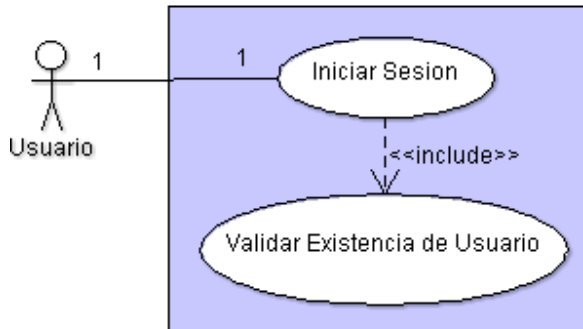 1
1
Iniciar Sesion
Usuario
<<include>>
Validar Existencia de Usuario